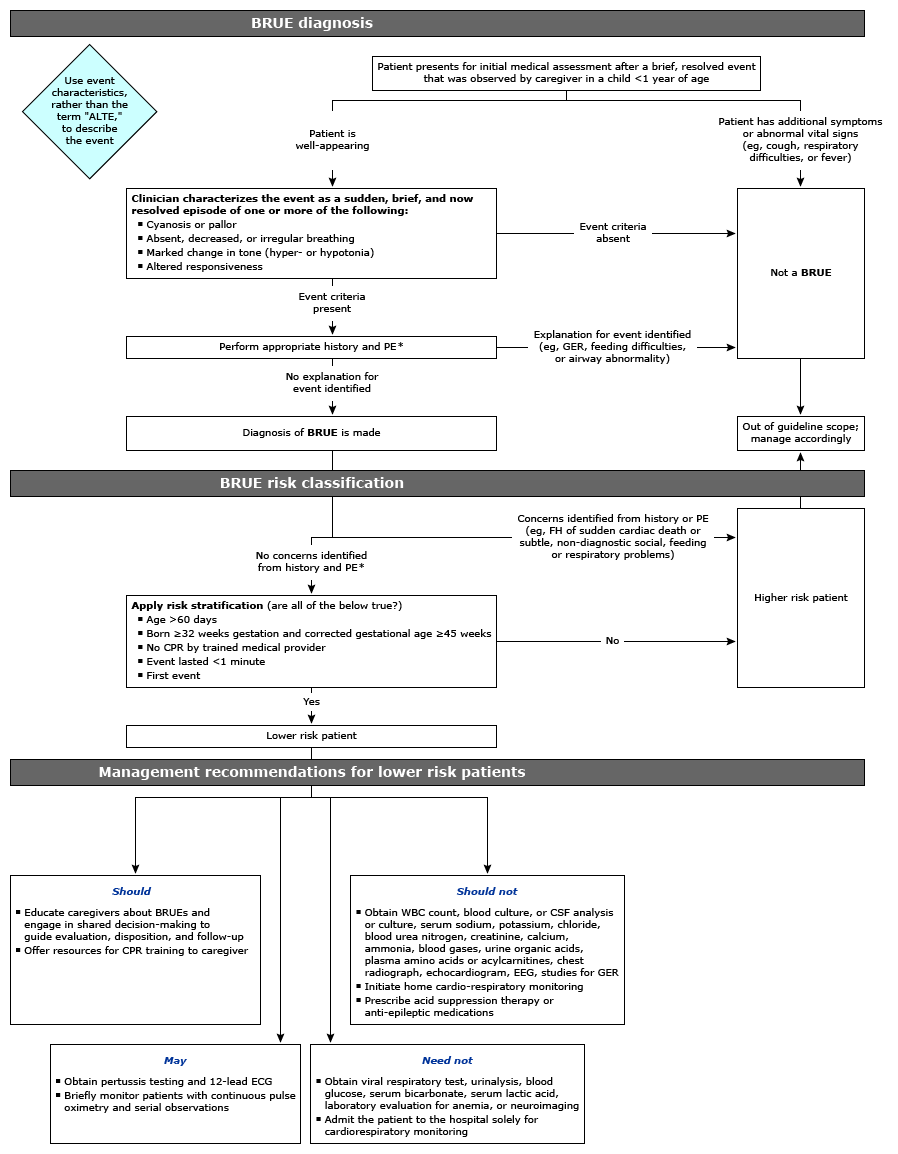 BRUE diagnosis
Use event
characteristics,
rather than the
term "ALTE,"
to describe
the event
Patient presents for initial medical assessment after a brief, resolved event
that was observed by caregiver in a child <1 year of age
Patient is
well-appearing
Patient has additional symptoms
or abnormal vital signs
(eg, cough, respiratory
difficulties, or fever)
Clinician characterizes the event as a sudden, brief, and now
resolved episode of one or more of the following:
▪ Cyanosis or pallor
▪ Absent, decreased, or irregular breathing
▪ Marked change in tone (hyper- or hypotonia)
▪ Altered responsiveness
Event criteria
absent
Not a BRUE
Event criteria
present
Perform appropriate history and PE*
Explanation for event identified
(eg, GER, feeding difficulties,
or airway abnormality)
No explanation for
event identified
Diagnosis of BRUE is made
Out of guideline scope;
manage accordingly
BRUE risk classification
Concerns identified from history or PE
(eg, FH of sudden cardiac death or
subtle, non-diagnostic social, feeding
or respiratory problems)
No concerns identified
from history and PE*
Higher risk patient
Apply risk stratification (are all of the below true?)
▪ Age >60 days
▪ Born ≥32 weeks gestation and corrected gestational age ≥45 weeks
▪ No CPR by trained medical provider
▪ Event lasted <1 minute
▪ First event
No
Yes
Lower risk patient
Management recommendations for lower risk patients
Should
▪ Educate caregivers about BRUEs and
engage in shared decision-making to
guide evaluation, disposition, and follow-up
▪ Offer resources for CPR training to caregiver
Should not
▪ Obtain WBC count, blood culture, or CSF analysis
or culture, serum sodium, potassium, chloride,
blood urea nitrogen, creatinine, calcium,
ammonia, blood gases, urine organic acids,
plasma amino acids or acylcarnitines, chest
radiograph, echocardiogram, EEG, studies for GER
▪ Initiate home cardio-respiratory monitoring
▪ Prescribe acid suppression therapy or
anti-epileptic medications
May
▪ Obtain pertussis testing and 12-lead ECG
▪ Briefly monitor patients with continuous pulse
oximetry and serial observations
Need not
▪ Obtain viral respiratory test, urinalysis, blood
glucose, serum bicarbonate, serum lactic acid,
laboratory evaluation for anemia, or neuroimaging
▪ Admit the patient to the hospital solely for
cardiorespiratory monitoring